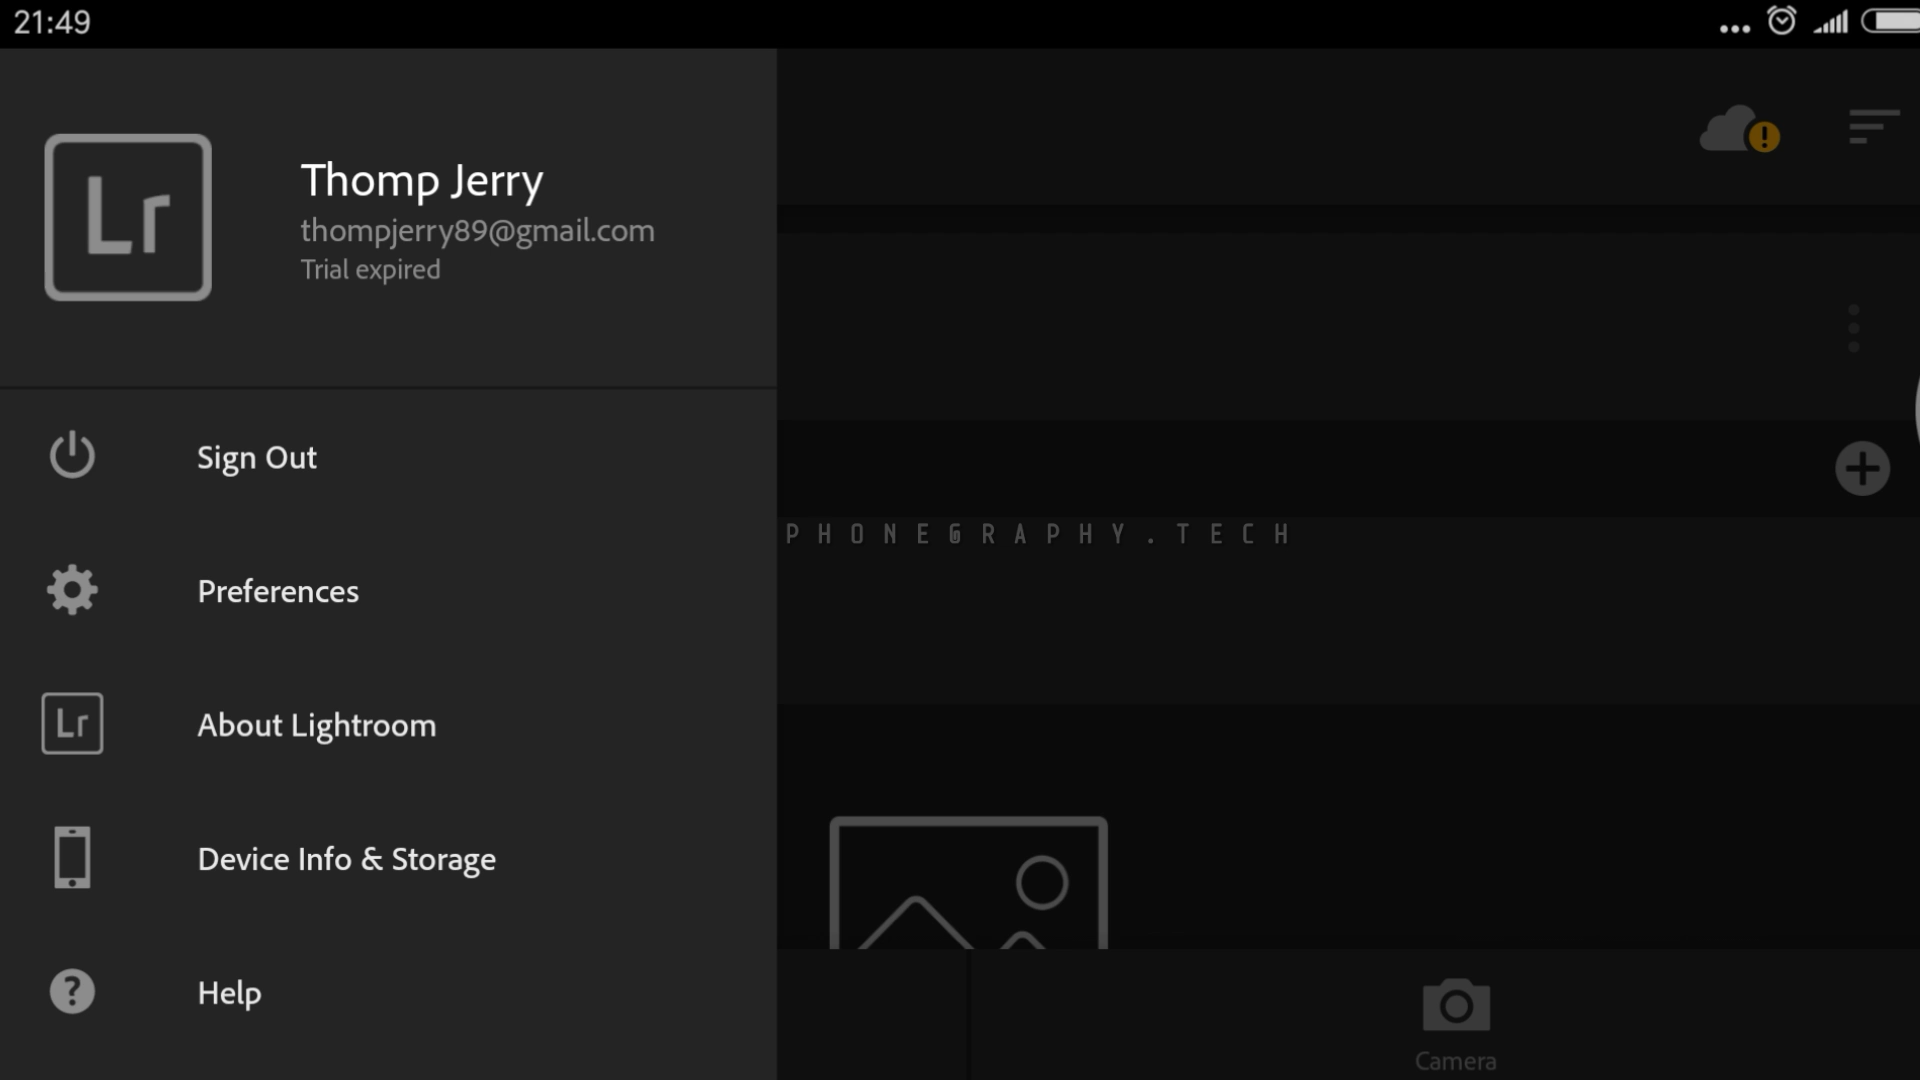 21:49
Lr
Thomp Jerry
thompjerry89@gmail.com
Trial expired
Sign Out
Preferences
PHONEGRAPHY.TECH
Lr
About Lightroom
Device Info & Storage
Help
Camera